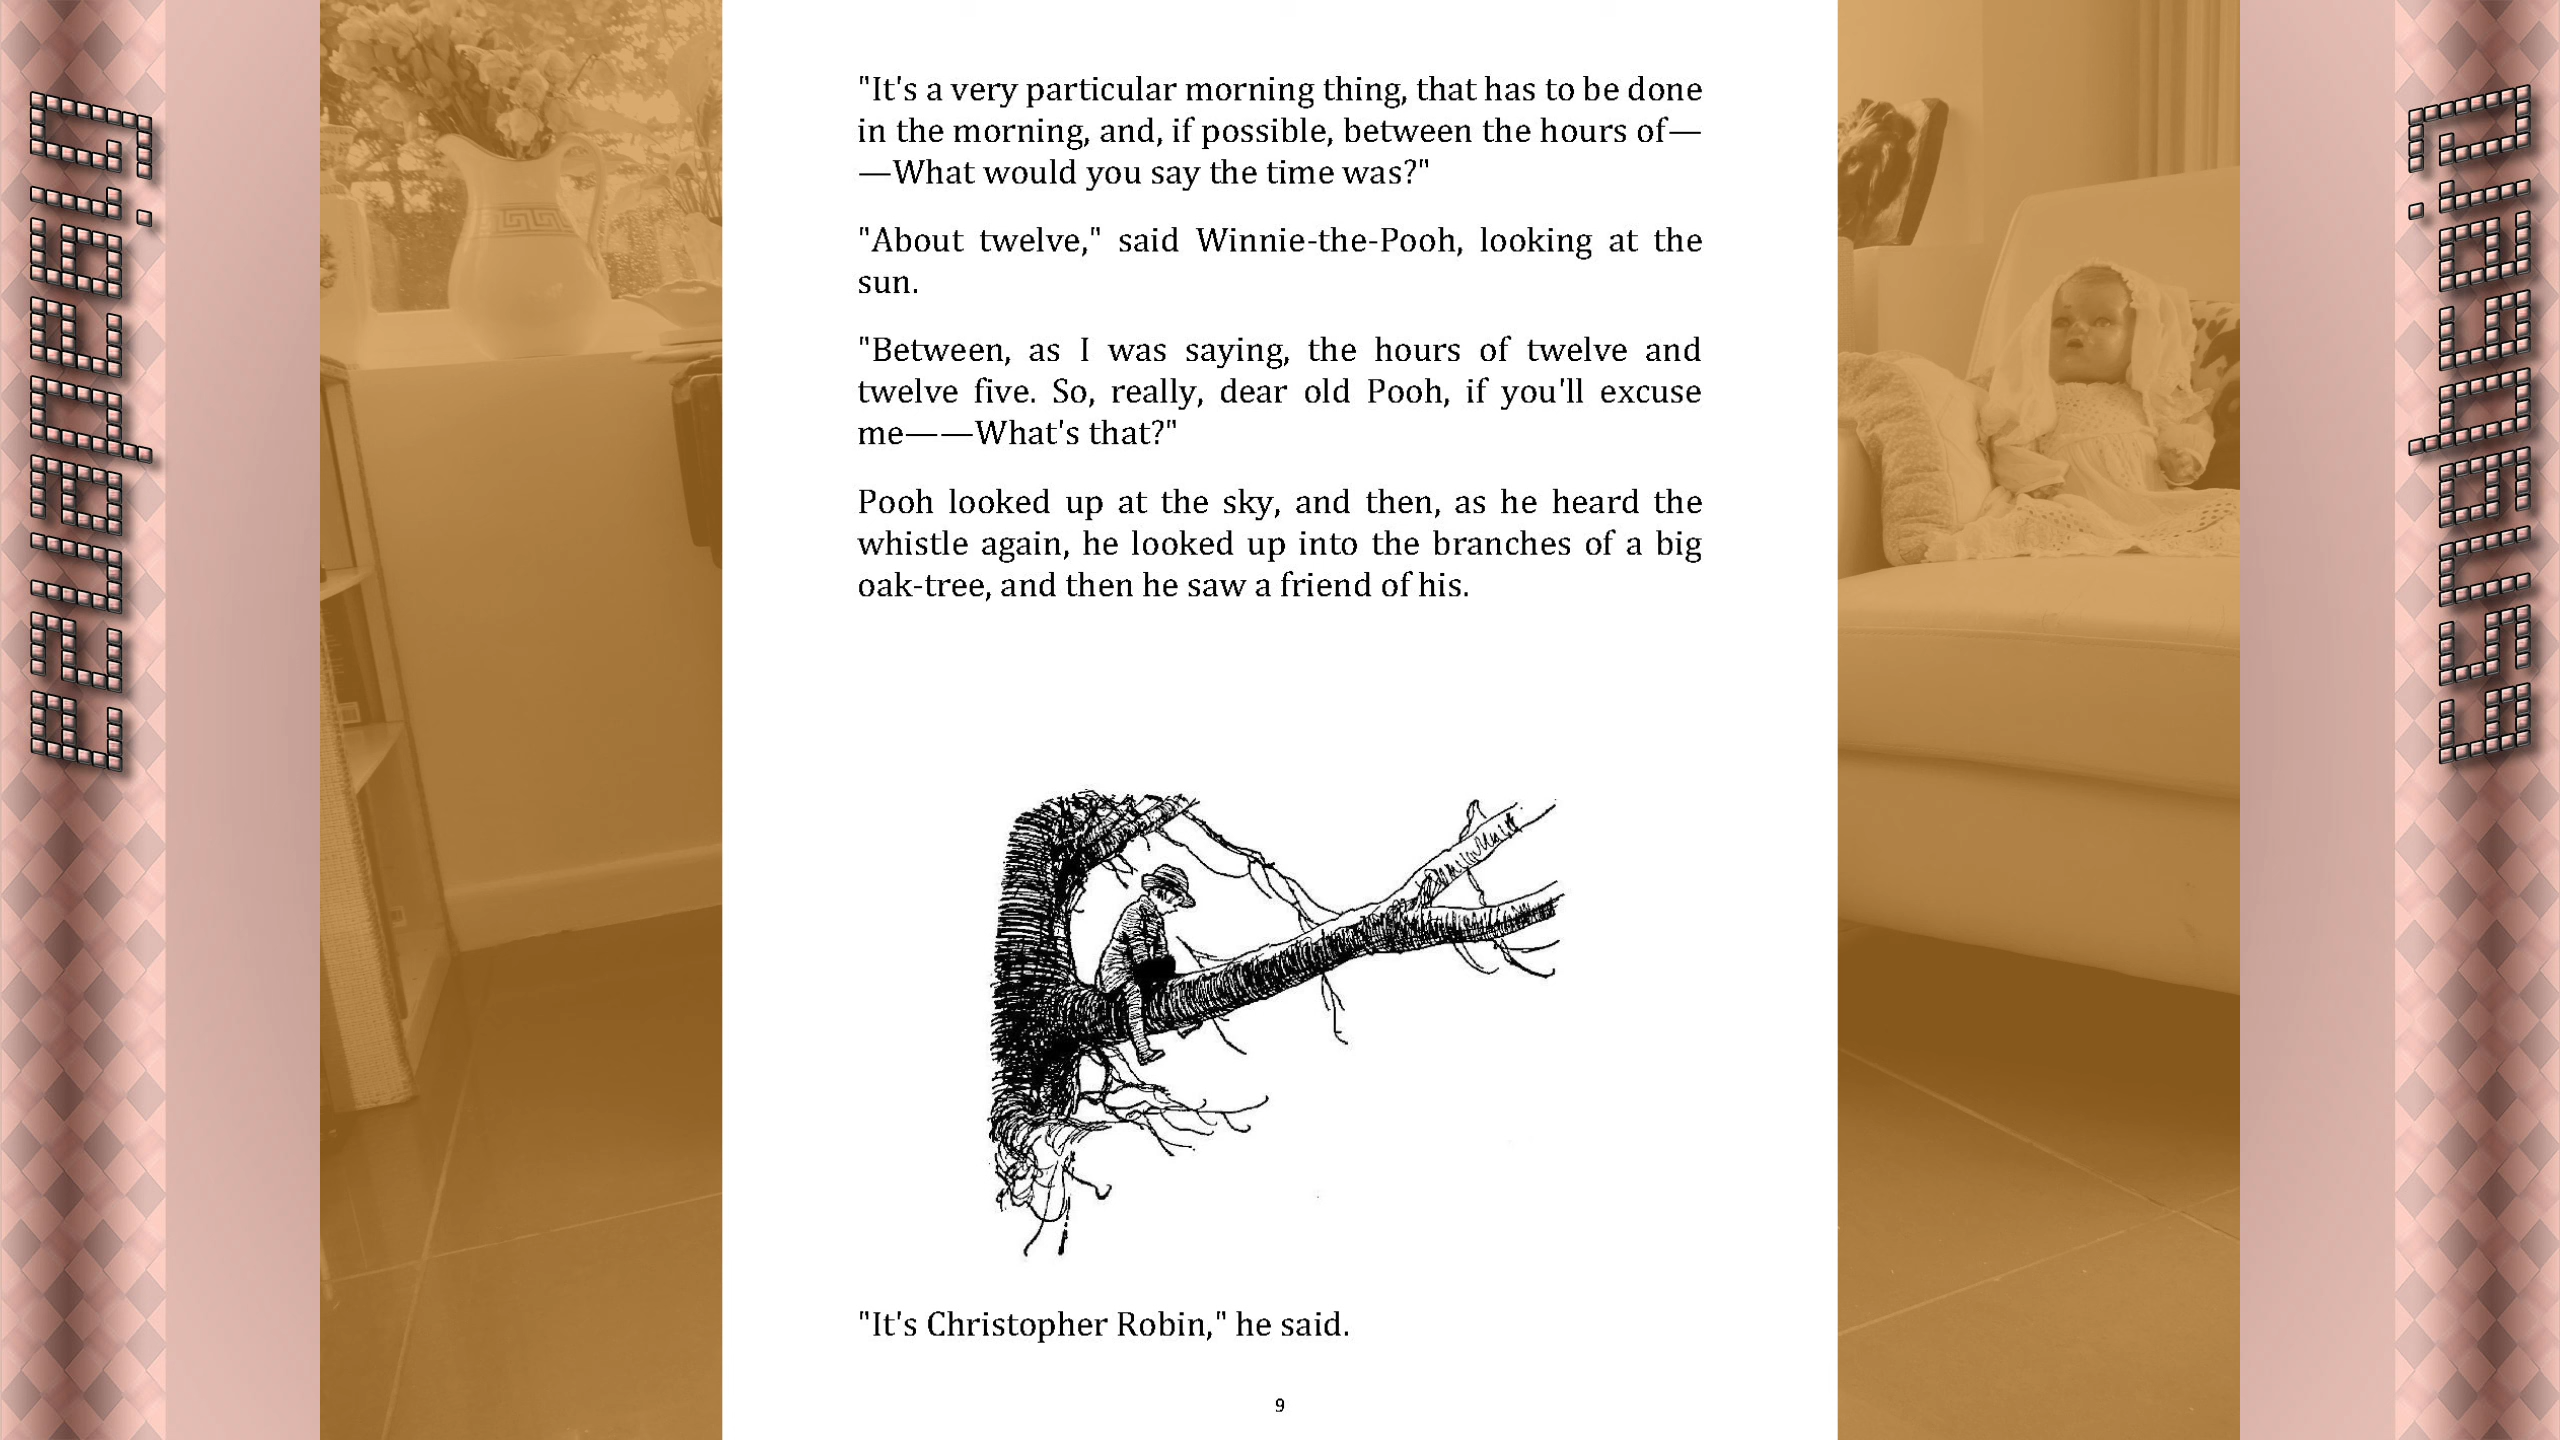 "It's a very particular morning thing, that has to be done
in the morning, and, if possible, between the hours of—
—What would you say the time was?"
"About twelve," said Winnie-the-Pooh, looking at the
sun.
"Between, as I was saying, the hours of twelve and
twelve five. So, really, dear old Pooh, if you'll excuse
me——What's that?"
Pooh looked up at the sky, and then, as he heard the
whistle again, he looked up into the branches of a big
oak-tree, and then he saw a friend of his.
"It's Christopher Robin," he said.
9